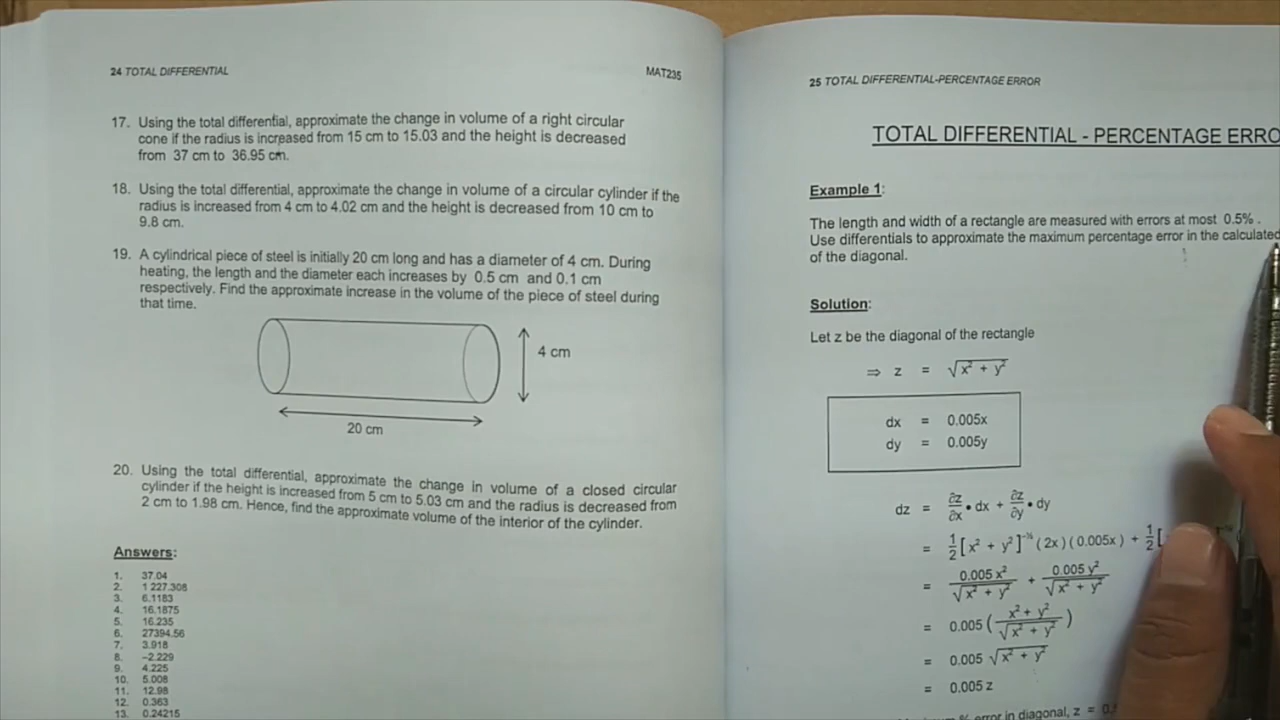 24 TOTAL DIFFERENTIAL
MAT235
17. Using the total differential, approximate the change in volume of a right circular
cone if the radius is increased from 15 cm to 15.03 and the height is decreased
from 37 cm to 36.95 cm.
18. Using the total differential, approximate the change in volume of a circular cylinder if the
radius is increased from 4 cm to 4.02 cm and the height is decreased from 10 cm to
9.8 cm.
19. A cylindrical piece of steel is initially 20 cm long and has a diameter of 4 cm. During
heating, the length and the diameter each increases by 0.5 cm and 0.1 cm
respectively. Find the approximate increase in the volume of the piece of steel during
that time.
4 cm
20 cm
20. Using the total differential, approximate the change in volume of a closed circular
cylinder if the height is increased from 5 cm to 5.03 cm and the radius is decreased from
2 cm to 1.98 cm. Hence, find the approximate volume of the interior of the cylinder.
Answers:
1. 37.04
2. 1 227.308
3. 6.1183
4. 16.1875
5. 16.235
6. 27394.56
7. 3.918
8. –2.229
9. 4.225
10. 5.008
11. 12.98
12. 0.363
13. 0.24215
25 TOTAL DIFFERENTIAL-PERCENTAGE ERROR
TOTAL DIFFERENTIAL - PERCENTAGE ERRO
Example 1:
The length and width of a rectangle are measured with errors at most 0.5% .
Use differentials to approximate the maximum percentage error in the calculated
of the diagonal.
Solution:
Let z be the diagonal of the rectangle
⇒ z = √(x² + y²)
dx = 0.005x
dy = 0.005y
dz = ∂z/∂x • dx + ∂z/∂y • dy
= 1/2 [x² + y²]^-½ (2x)(0.005x) + 1/2 [
= 0.005 x²/√(x² + y²) + 0.005 y²/√(x² + y²)
= 0.005 ( (x² + y²)/√(x² + y²) )
= 0.005 √(x² + y²)
= 0.005 z
% error in diagonal, z =